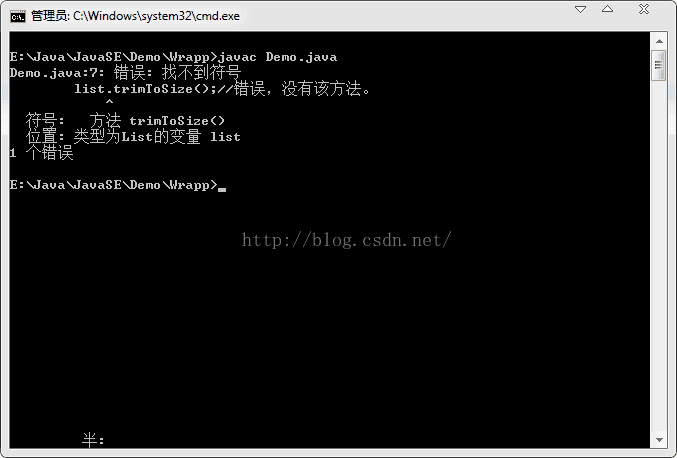 管理员: C:\Windows\system32\cmd.exe
E:\Java\JavaSE\Demo\Wrapp>javac Demo.java
Demo.java:7: 错误: 找不到符号
list.trimToSize();//错误，没有该方法。
^
符号:   方法 trimToSize()
位置: 类型为List的变量 list
1 个错误
E:\Java\JavaSE\Demo\Wrapp>_
http://blog.csdn.net/
半: